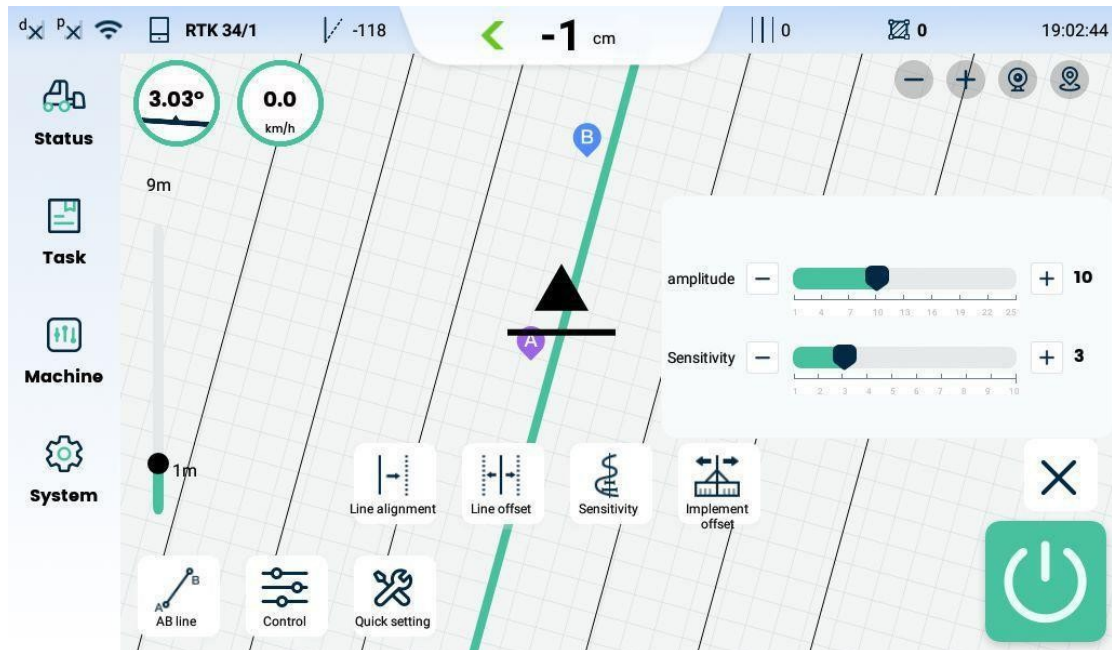 d P RTK 34/1 -118 -1 cm 0 0 19:02:44
Status
Task
Machine
System
3.03°
0.0
km/h
9m
1m
B
A
amplitude − + 10
1 4 7 10 13 16 19 22 25
Sensitivity − + 3
1 2 3 4 5 6 7 8 9 10
Line alignment
Line offset
Sensitivity
Implement
offset
A B
AB line
Control
Quick setting